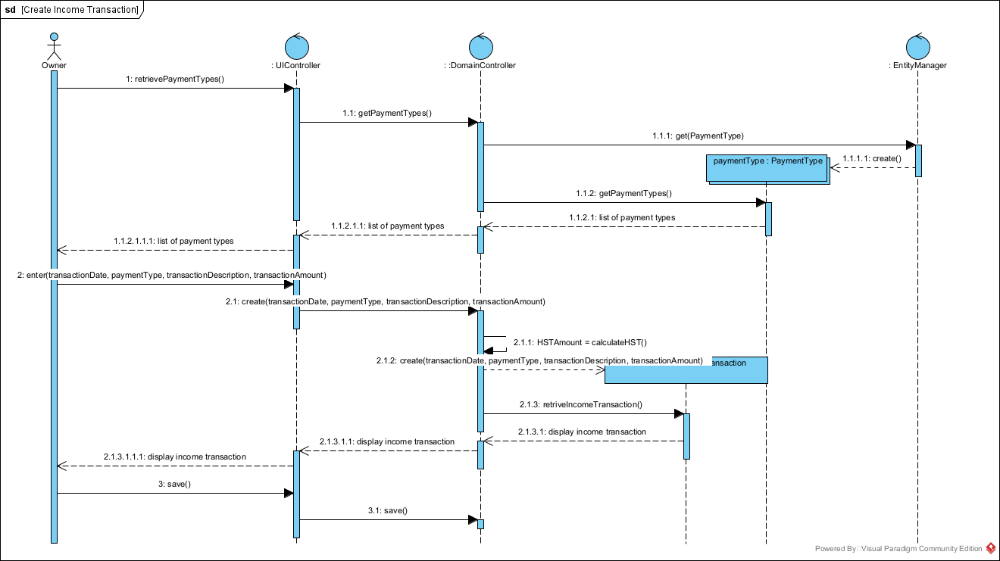 sd [Create Income Transaction]
Owner
: UIController
: :DomainController
: EntityManager
1: retrievePaymentTypes()
1.1: getPaymentTypes()
1.1.1: get(PaymentType)
1.1.1.1: create()
paymentType : PaymentType
1.1.2: getPaymentTypes()
1.1.2.1: list of payment types
1.1.2.1.1: list of payment types
1.1.2.1.1.1: list of payment types
2: enter(transactionDate, paymentType, transactionDescription, transactionAmount)
2.1: create(transactionDate, paymentType, transactionDescription, transactionAmount)
2.1.1: HSTAmount = calculateHST()
2.1.2: create(transactionDate, paymentType, transactionDescription, transactionAmount)
ansaction
2.1.3: retriveIncomeTransaction()
2.1.3.1: display income transaction
2.1.3.1.1: display income transaction
2.1.3.1.1.1: display income transaction
3: save()
3.1: save()
Powered By Visual Paradigm Community Edition